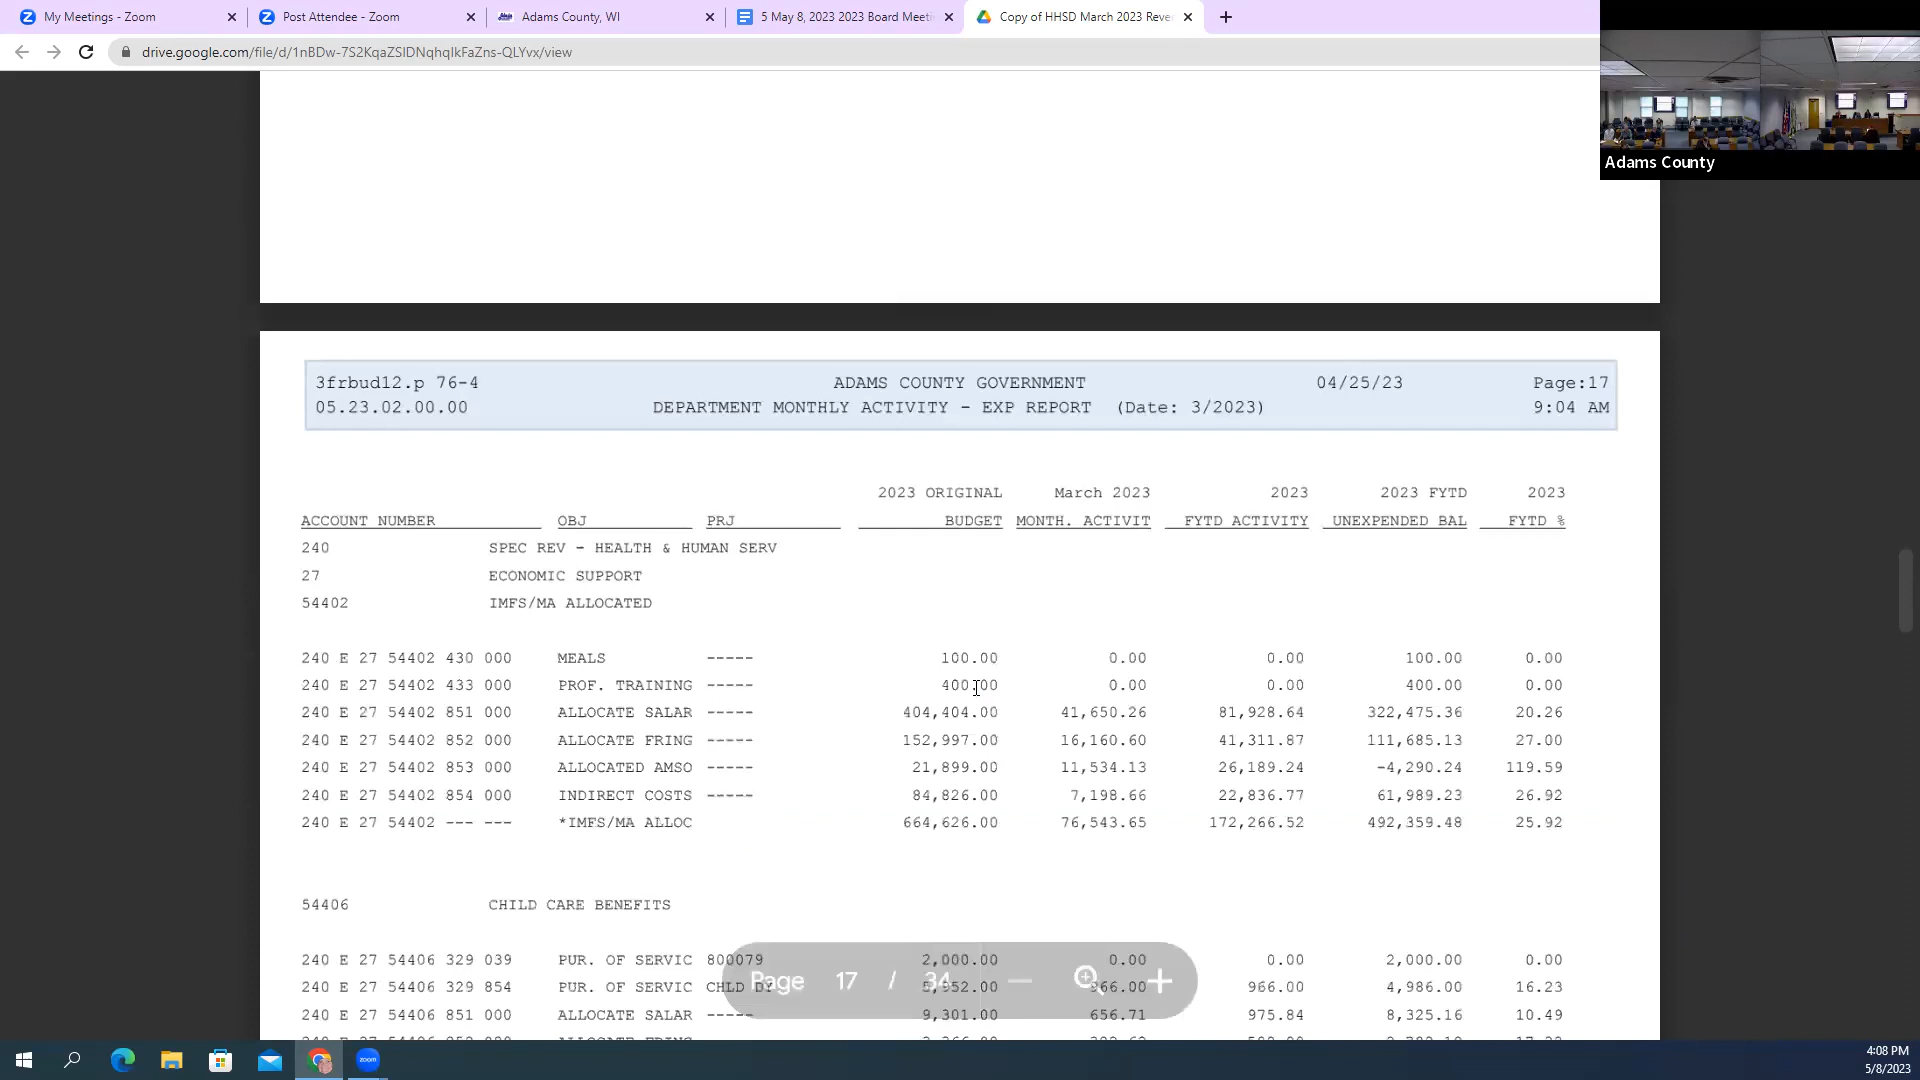 My Meetings - Zoom
Post Attendee - Zoom
Adams County, WI
5 May 8, 2023 2023 Board Meeti
Copy of HHSD March 2023 Reve
drive.google.com/file/d/1nBDw-7S2KqaZSlDNqhqIkFaZns-QLYvx/view
Adams County
3frbud12.p 76-4 ADAMS COUNTY GOVERNMENT 04/25/23 Page:17
05.23.02.00.00 DEPARTMENT MONTHLY ACTIVITY - EXP REPORT (Date: 3/2023) 9:04 AM
2023 ORIGINAL March 2023 2023 2023 FYTD 2023
ACCOUNT NUMBER OBJ PRJ BUDGET MONTH. ACTIVIT FYTD ACTIVITY UNEXPENDED BAL FYTD %
240 SPEC REV - HEALTH & HUMAN SERV
27 ECONOMIC SUPPORT
54402 IMFS/MA ALLOCATED
240 E 27 54402 430 000 MEALS ----- 100.00 0.00 0.00 100.00 0.00
240 E 27 54402 433 000 PROF. TRAINING ----- 400.00 0.00 0.00 400.00 0.00
240 E 27 54402 851 000 ALLOCATE SALAR ----- 404,404.00 41,650.26 81,928.64 322,475.36 20.26
240 E 27 54402 852 000 ALLOCATE FRING ----- 152,997.00 16,160.60 41,311.87 111,685.13 27.00
240 E 27 54402 853 000 ALLOCATED AMSO ----- 21,899.00 11,534.13 26,189.24 -4,290.24 119.59
240 E 27 54402 854 000 INDIRECT COSTS ----- 84,826.00 7,198.66 22,836.77 61,989.23 26.92
240 E 27 54402 --- --- *IMFS/MA ALLOC 664,626.00 76,543.65 172,266.52 492,359.48 25.92
54406 CHILD CARE BENEFITS
240 E 27 54406 329 039 PUR. OF SERVIC 800079 2,000.00 0.00 0.00 2,000.00 0.00
Page 17 / 34
240 E 27 54406 329 854 PUR. OF SERVIC CHLD DY 5,952.00 966.00 966.00 4,986.00 16.23
240 E 27 54406 851 000 ALLOCATE SALAR ----- 9,301.00 656.71 975.84 8,325.16 10.49
4:08 PM
5/8/2023